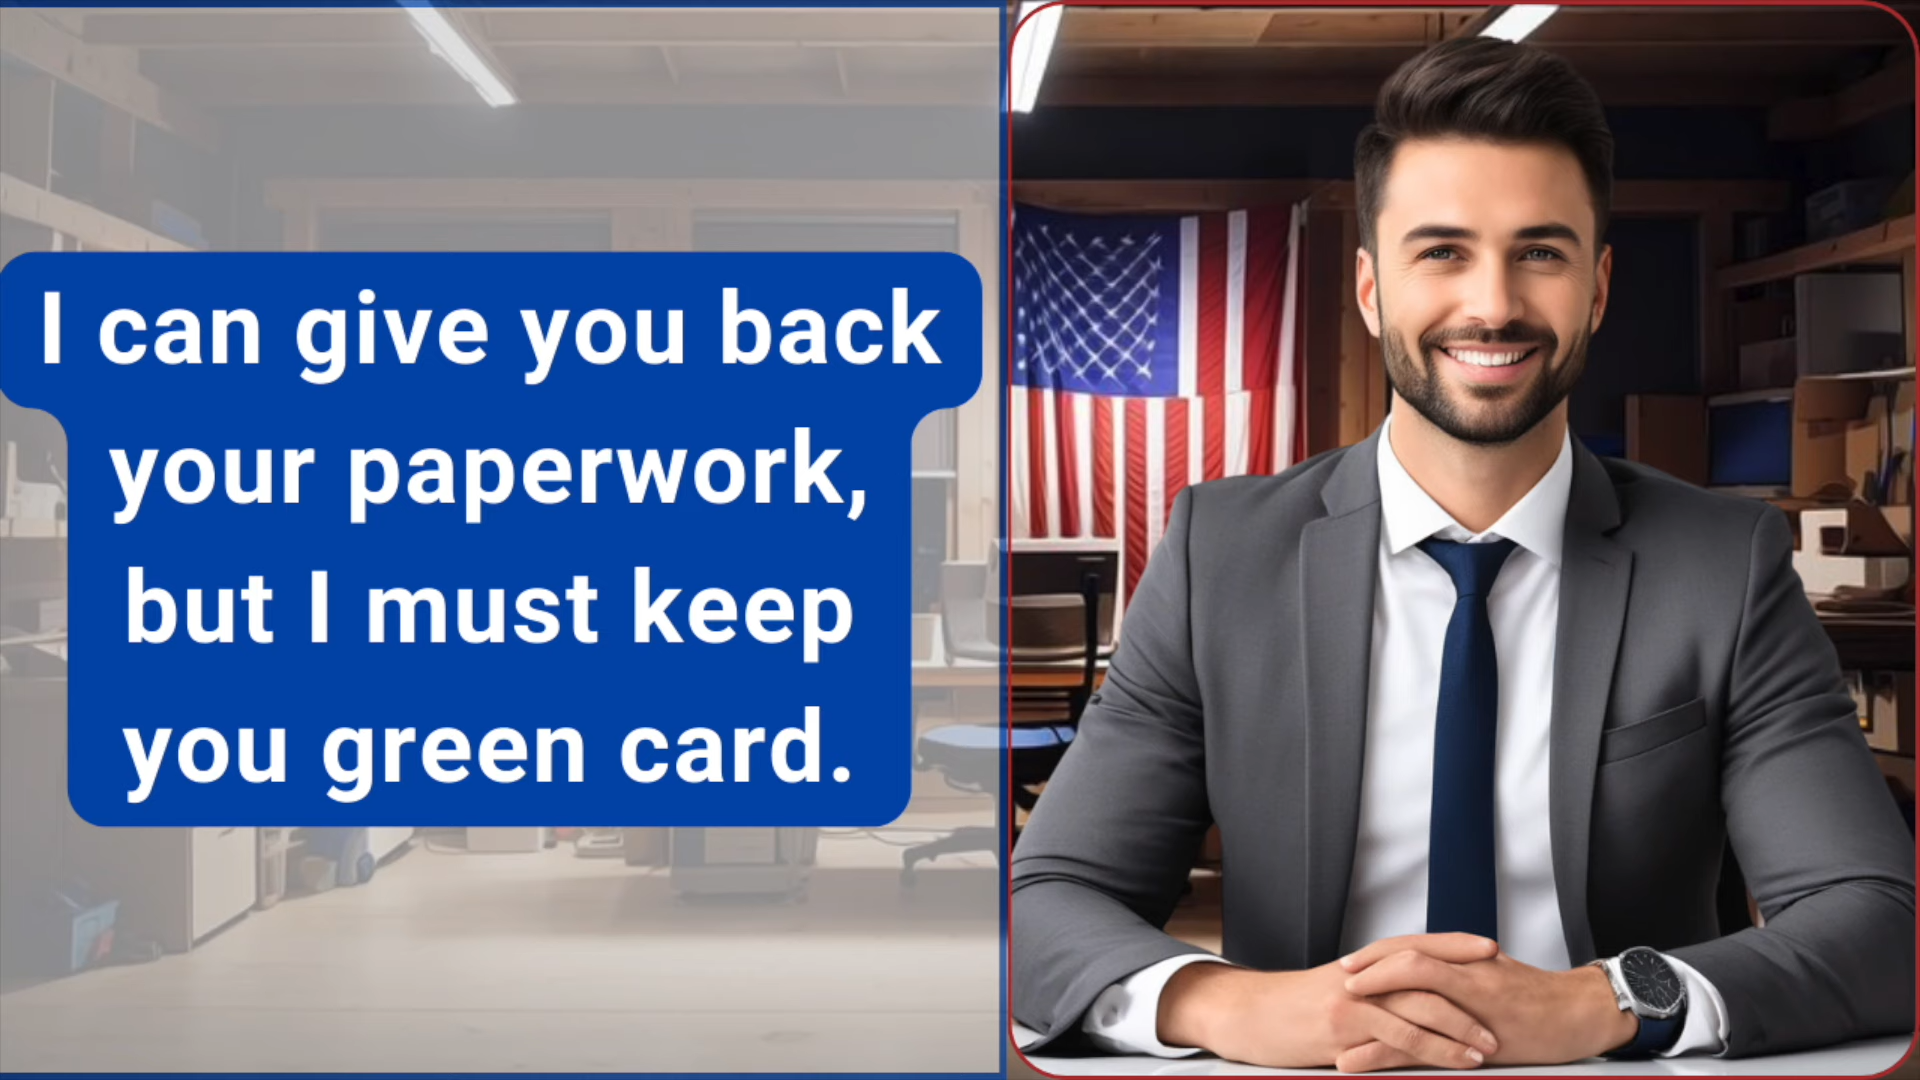 I can give you back
your paperwork,
but I must keep
you green card.